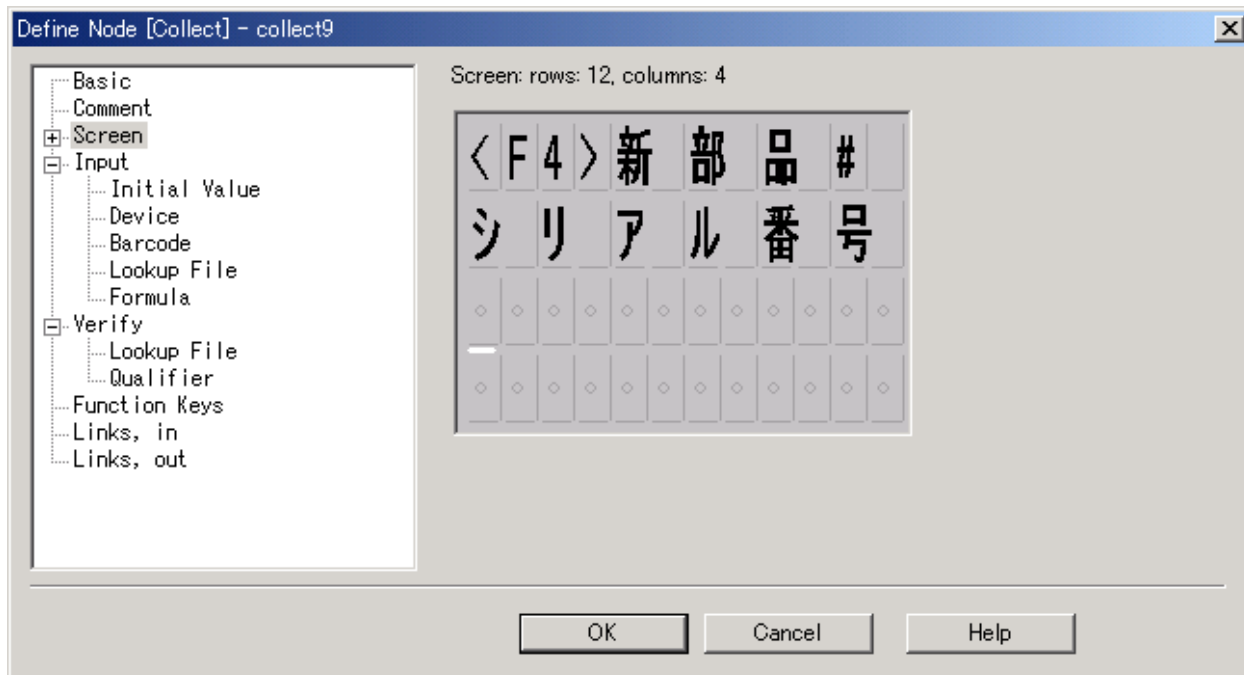 Define Node [Collect] - collect9
Basic
Comment
Screen
Input
Initial Value
Device
Barcode
Lookup File
Formula
Verify
Lookup File
Qualifier
Function Keys
Links, in
Links, out
Screen: rows: 12, columns: 4
<F4>新部品#
シリアル番号
OK
Cancel
Help